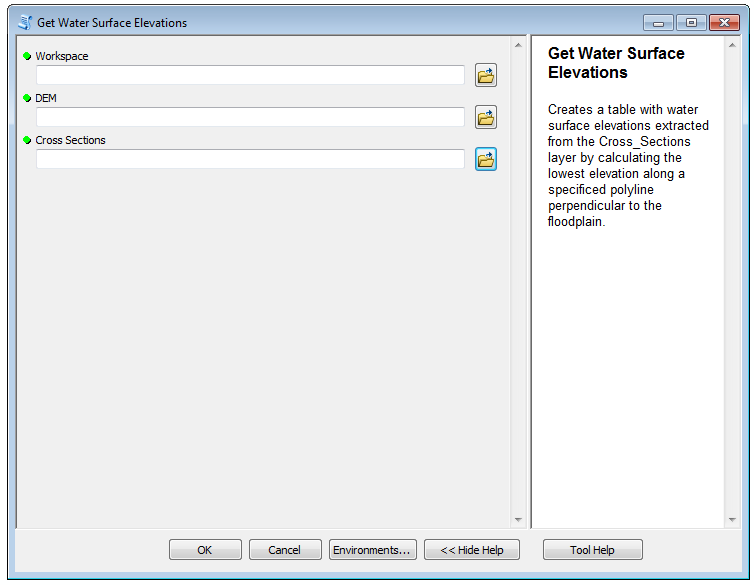 Get Water Surface Elevations
Workspace
DEM
Cross Sections
Get Water Surface
Elevations
Creates a table with water
surface elevations extracted
from the Cross_Sections
layer by calculating the
lowest elevation along a
specificed polyline
perpendicular to the
floodplain.
OK
Cancel
Environments...
<< Hide Help
Tool Help